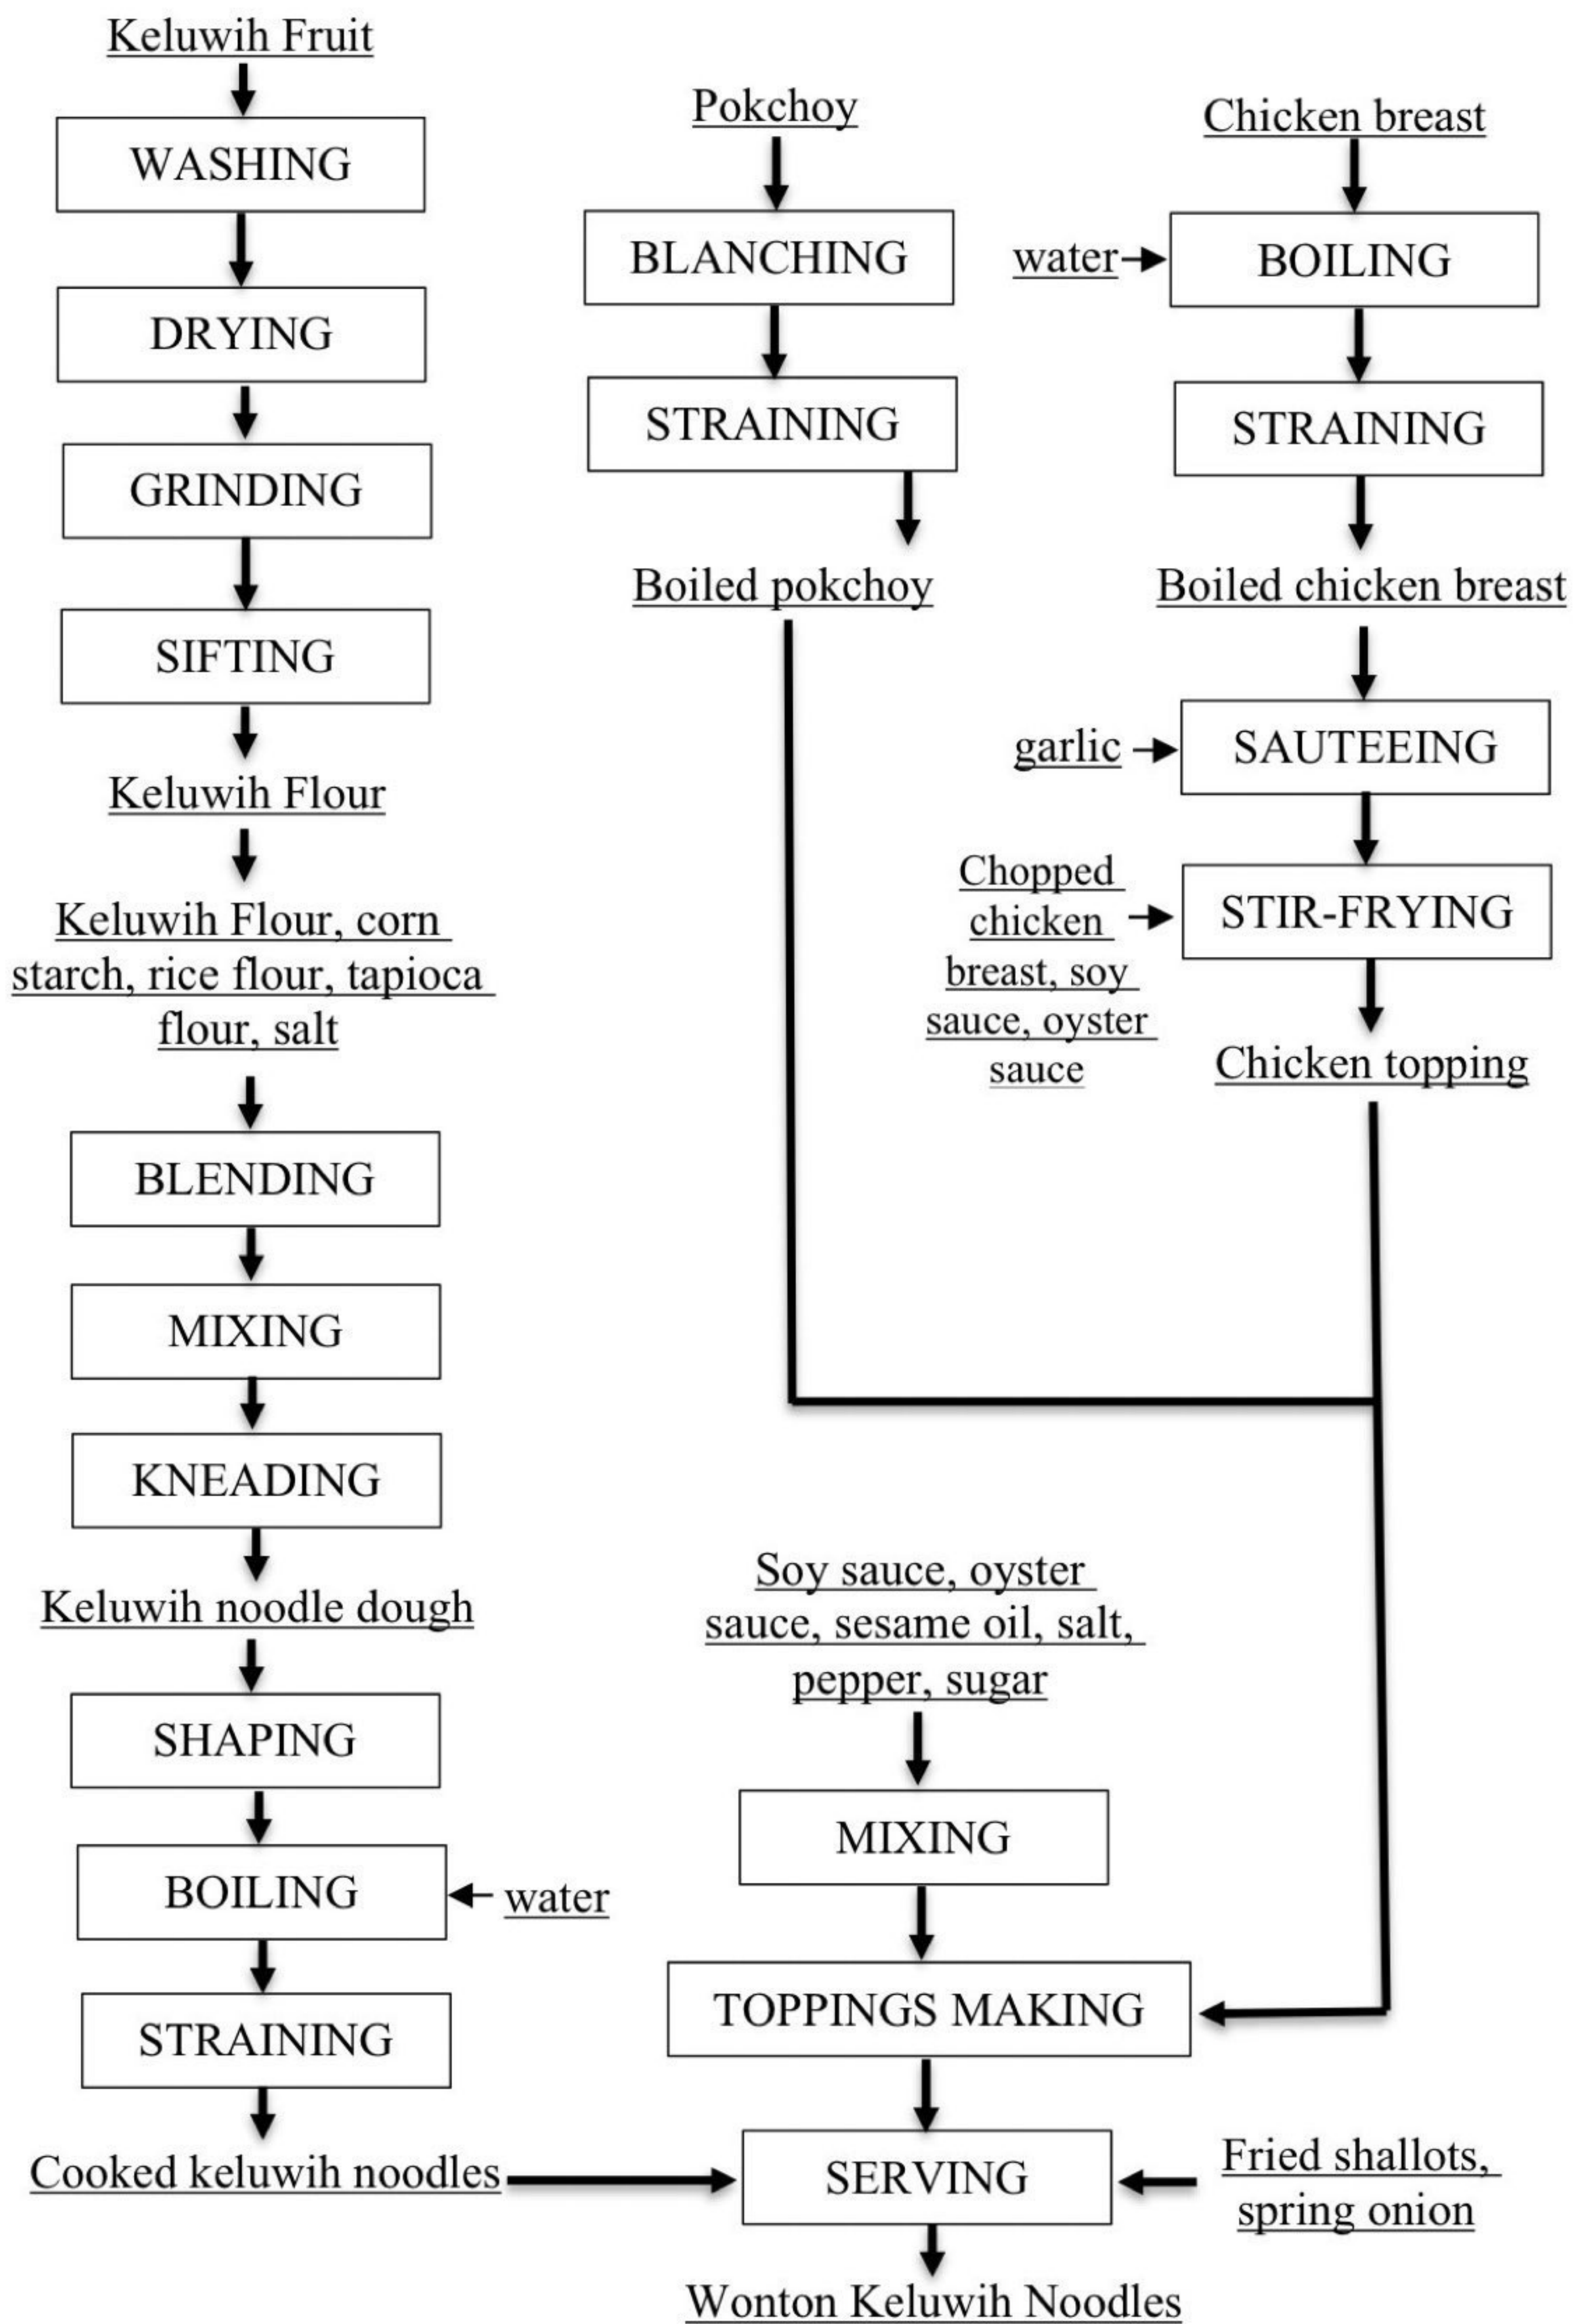 Keluwih Fruit
WASHING
DRYING
GRINDING
SIFTING
Keluwih Flour
Keluwih Flour, corn
starch, rice flour, tapioca
flour, salt
BLENDING
MIXING
KNEADING
Keluwih noodle dough
SHAPING
BOILING
water
STRAINING
Cooked keluwih noodles
Pokchoy
BLANCHING
STRAINING
Boiled pokchoy
Chicken breast
water
BOILING
STRAINING
Boiled chicken breast
garlic
SAUTEEING
Chopped
chicken
breast, soy
sauce, oyster
sauce
STIR-FRYING
Chicken topping
Soy sauce, oyster
sauce, sesame oil, salt,
pepper, sugar
MIXING
TOPPINGS MAKING
SERVING
Fried shallots,
spring onion
Wonton Keluwih Noodles